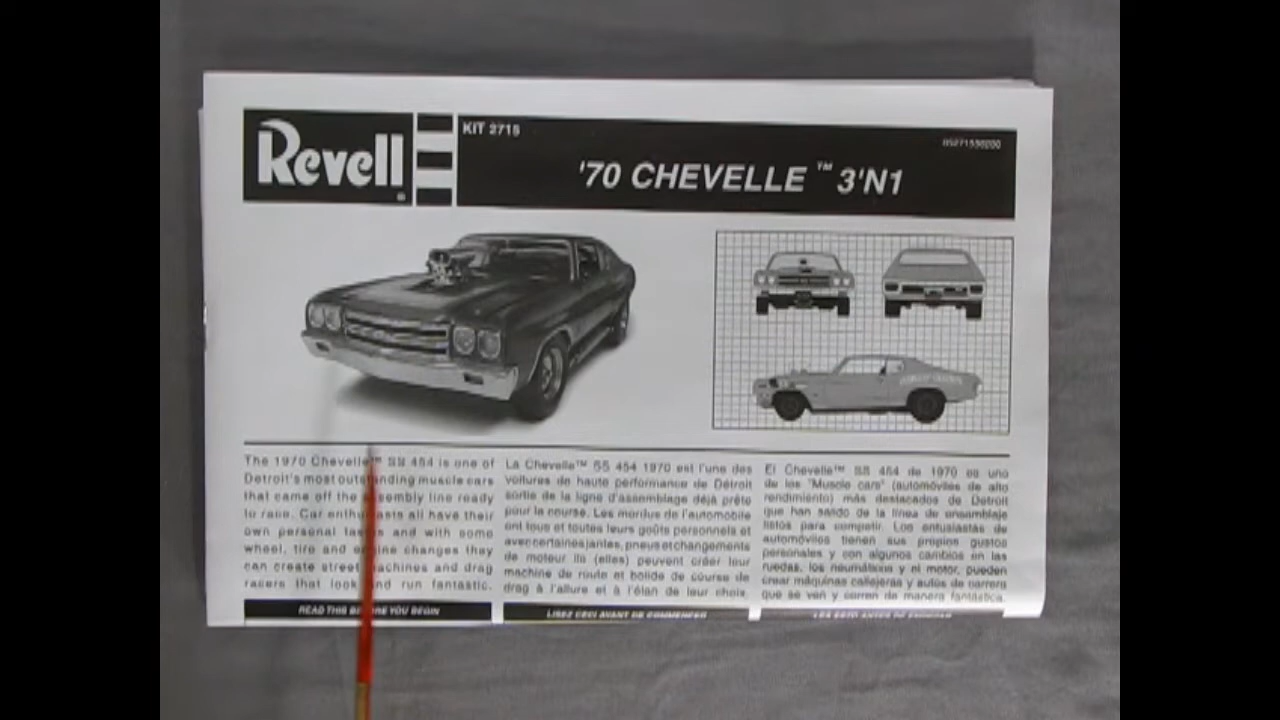 Revell
KIT 2715
'70 CHEVELLE™ 3'N1
The 1970 Chevelle™ SS 454 is one of
Detroit's most outstanding muscle cars
that came off the assembly line ready
to race. Car enthusiasts all have their
own personal tastes and with some
wheel, tire and engine changes they
can create street machines and drag
racers that look and run fantastic.
READ THIS BEFORE YOU BEGIN
La Chevelle™ SS 454 1970 est l'une des
voitures de haute performance de Détroit
sortie de la ligne d'assemblage déjà prête
pour la course. Les mordus de l'automobile
ont tous et toutes leurs goûts personnels et
avec certaines jantes, pneus et changements
de moteur ils (elles) peuvent créer leur
machine de route et bolide de course de
drag à l'allure et à l'élan de leur choix.
LISEZ CECI AVANT DE COMMENCER
El Chevelle™ SS 454 de 1970 es uno
de los "Muscle cars" (automóviles de alto
rendimiento) más destacados de Detroit
que han salido de la línea de ensamblaje
listos para competir. Los entusiastas de
automóviles tienen sus propios gustos
personales y con algunos cambios en las
ruedas, los neumáticos y el motor, pueden
crear máquinas callejeras y autos de carrera
que se ven y corren de manera fantástica.
LEA ESTO ANTES DE EMPEZAR